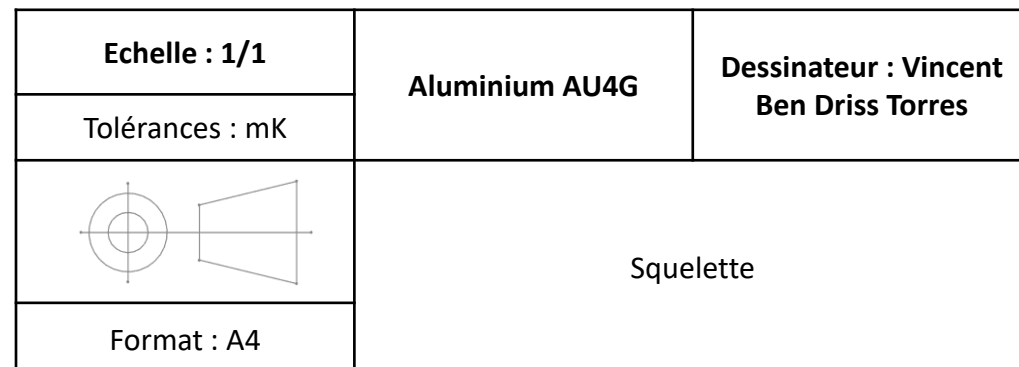 Echelle : 1/1
Aluminium AU4G
Dessinateur : Vincent
Ben Driss Torres
Tolérances : mK
Squelette
Format : A4